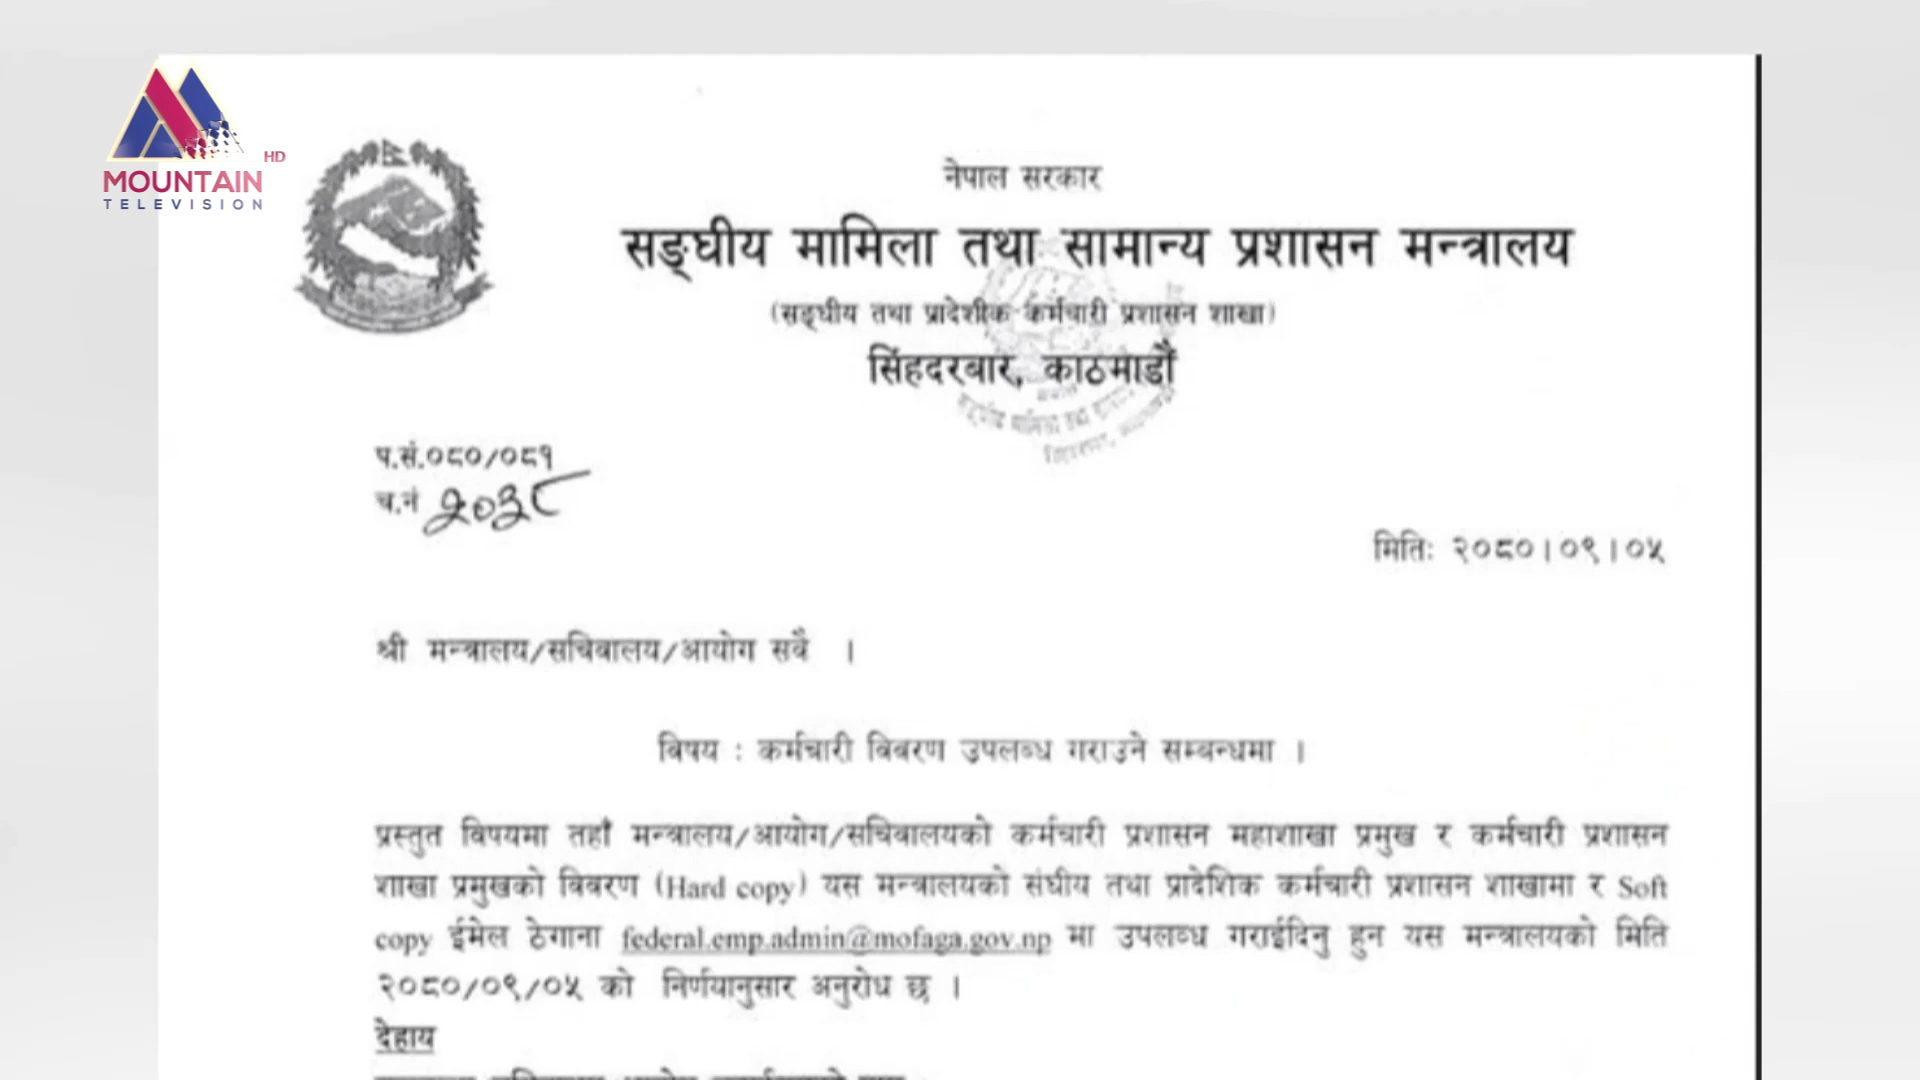 HD
MOUNTAIN
TELEVISION
नेपाल सरकार
सङ्घीय मामिला तथा सामान्य प्रशासन मन्त्रालय
(सङ्घीय तथा प्रादेशीक कर्मचारी प्रशासन शाखा)
सिंहदरबार, काठमाडौं
प.सं.०८०/०८१
च.नं २०३८
मितिः २०८०।०९।०५
श्री मन्त्रालय/सचिवालय/आयोग सवै ।
विषय : कर्मचारी विवरण उपलब्ध गराउने सम्बन्धमा ।
प्रस्तुत विषयमा तहाँ मन्त्रालय/आयोग/सचिवालयको कर्मचारी प्रशासन महाशाखा प्रमुख र कर्मचारी प्रशासन
शाखा प्रमुखको विवरण (Hard copy) यस मन्त्रालयको संघीय तथा प्रादेशिक कर्मचारी प्रशासन शाखामा र Soft
copy ईमेल ठेगाना federal.emp.admin@mofaga.gov.np मा उपलब्ध गराईदिनु हुन यस मन्त्रालयको मिति
२०८०/०९/०५ को निर्णयानुसार अनुरोध छ ।
देहाय